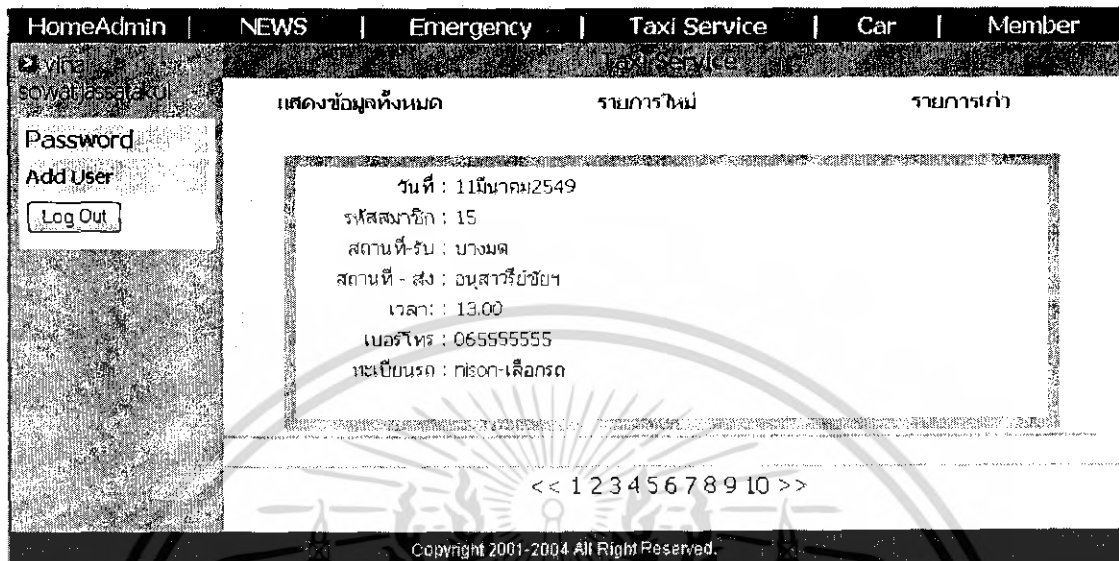 HomeAdmin | NEWS | Emergency | Taxi Service | Car | Member
Taxi Service
แสดงข้อมูลทั้งหมด รายการใหม่ รายการเก่า
Password
Add User
Log Out
วันที่ : 11มีนาคม2549
รหัสสมาชิก : 15
สถานที่-รับ : บางมด
สถานที่ - ส่ง : อนุสาวรีย์ชัยฯ
เวลา: : 13.00
เบอร์โทร : 065555555
ทะเบียนรถ : nison-เลือกรถ
<< 1 2 3 4 5 6 7 8 9 10 >>
Copyright 2001-2004 All Right Reserved.